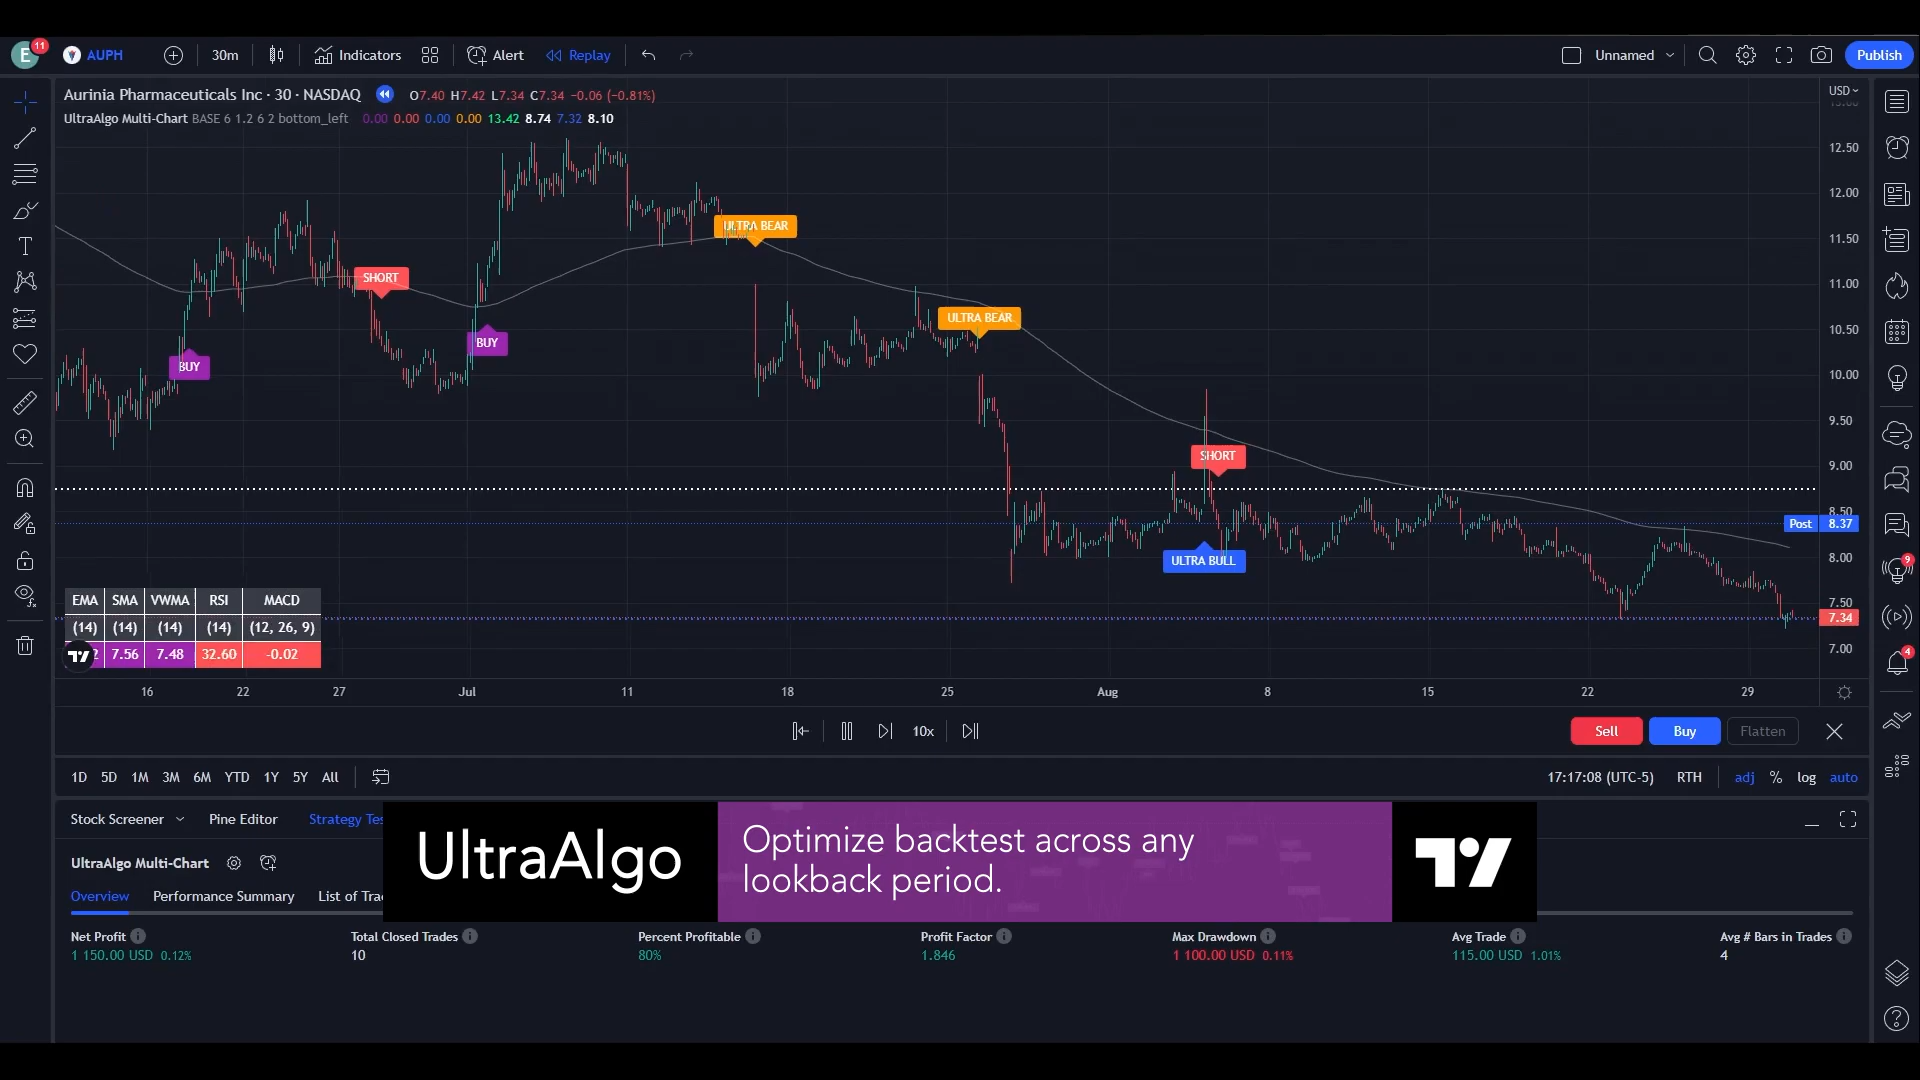 E 11 AUPH 30m Indicators Alert Replay Unnamed Publish
Aurinia Pharmaceuticals Inc · 30 · NASDAQ O7.40 H7.42 L7.34 C7.34 −0.06 (−0.81%)
UltraAlgo Multi-Chart BASE 6 1.2 6 2 bottom_left 0.00 0.00 0.00 0.00 13.42 8.74 7.32 8.10
USD
12.50
12.00
11.50
11.00
10.50
10.00
9.50
9.00
8.50
Post 8.37
8.00
7.50
7.34
7.00
ULTRA BEAR
SHORT
ULTRA BEAR
BUY
BUY
SHORT
ULTRA BULL
EMA SMA VWMA RSI MACD
(14) (14) (14) (14) (12, 26, 9)
2 7.56 7.48 32.60 -0.02
16 22 27 Jul 11 18 25 Aug 8 15 22 29
9
4
10x Sell Buy Flatten
1D 5D 1M 3M 6M YTD 1Y 5Y All 17:17:08 (UTC-5) RTH adj % log auto
Stock Screener Pine Editor Strategy Tes
UltraAlgo Multi-Chart
Overview Performance Summary List of Trad
UltraAlgo
Optimize backtest across any
lookback period.
Net Profit Total Closed Trades Percent Profitable Profit Factor Max Drawdown Avg Trade Avg # Bars in Trades
1 150.00 USD 0.12% 10 80% 1.846 1 100.00 USD 0.11% 115.00 USD 1.01% 4